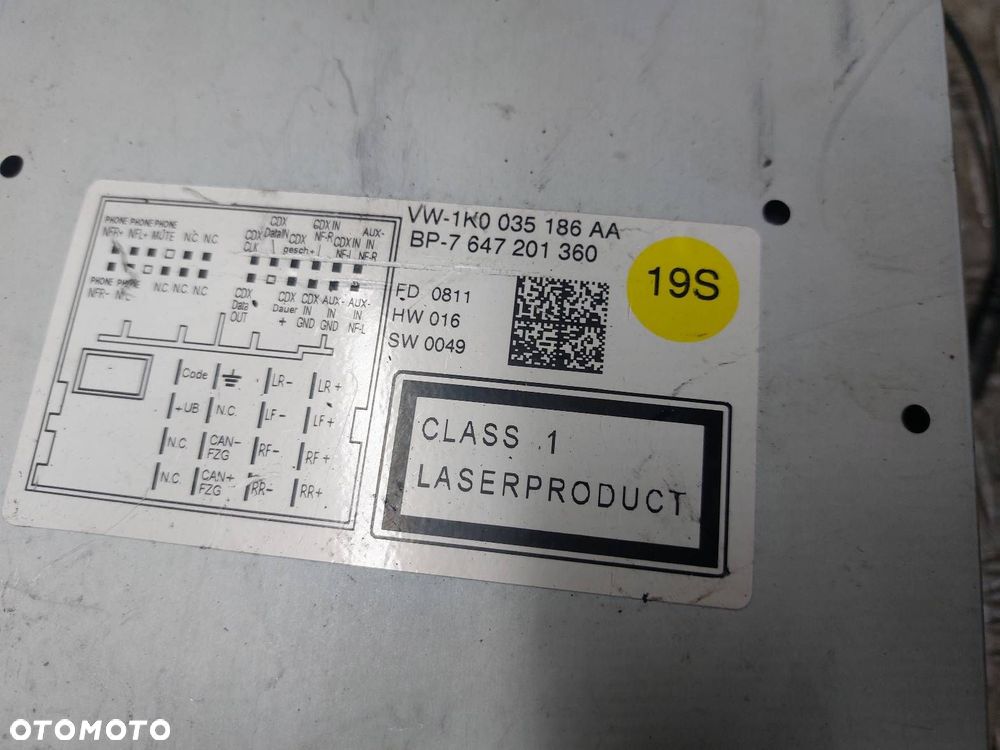 VW-1K0 035 186 AA
BP-7 647 201 360
19S
FD 0811
HW 016
SW 0049
CLASS 1
LASERPRODUCT
PHONE PHONE PHONE
NFR+ NFL+ MUTE N.C. N.C.
PHONE PHONE
NFR- NFL- N.C. N.C. N.C
CDX CLK
CDX DataIN
CDX gesch.+
CDX IN NF-R
CDX IN NF-L
AUX- IN NF-R
CDX Data OUT
CDX Dauer +
CDX IN GND
AUX- IN GND
AUX- IN NF-L
Code LR- LR+
+UB N.C. LF- LF+
N.C. CAN- FZG RF- RF+
N.C. CAN+ FZG RR- RR+
OTOMOTO